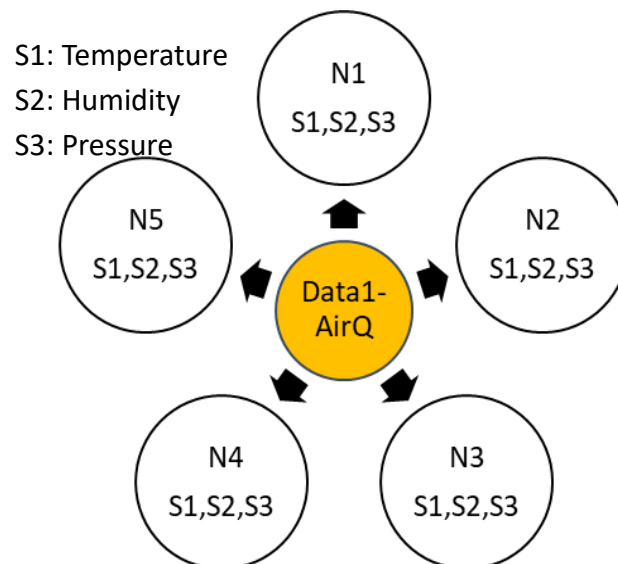 S1: Temperature
S2: Humidity
S3: Pressure
N1
S1,S2,S3
N5
S1,S2,S3
N2
S1,S2,S3
Data1-
AirQ
N4
S1,S2,S3
N3
S1,S2,S3